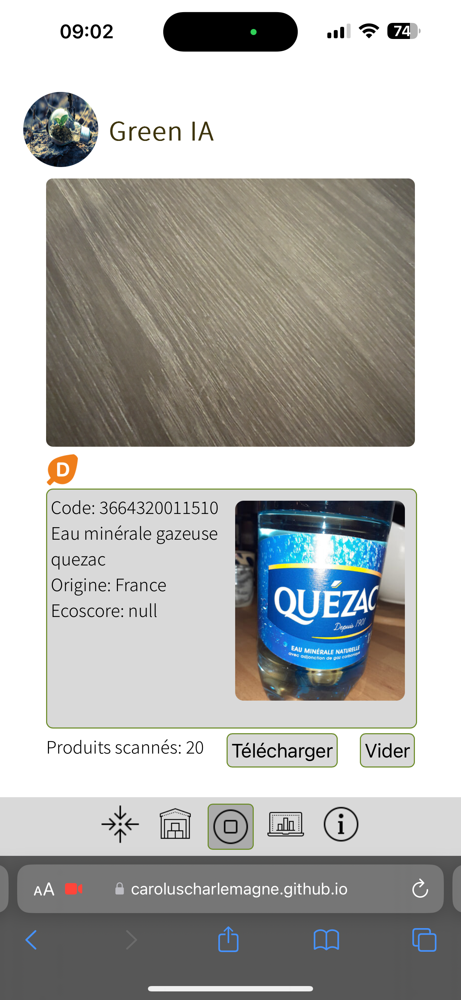 09:02
74
Green IA
D
Code: 3664320011510
Eau minérale gazeuse
quezac
Origine: France
Ecoscore: null
QUÉZAC
Depuis 1901
EAU MINÉRALE NATURELLE
avec adjonction de gaz carbonique
Produits scannés: 20
Télécharger
Vider
i
AA
caroluscharlemagne.github.io